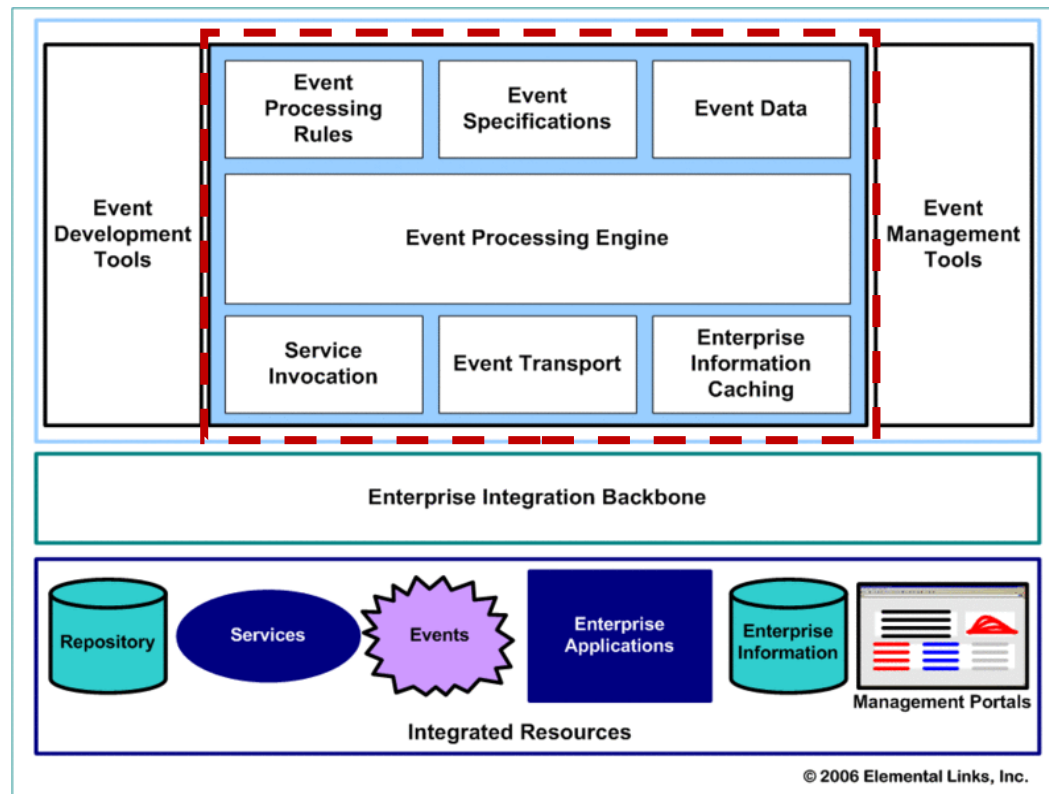 Event
Processing
Rules
Event
Specifications
Event Data
Event
Development
Tools
Event Processing Engine
Event
Management
Tools
Service
Invocation
Event Transport
Enterprise
Information
Caching
Enterprise Integration Backbone
Repository
Services
Events
Enterprise
Applications
Enterprise
Information
Management Portals
Integrated Resources
© 2006 Elemental Links, Inc.